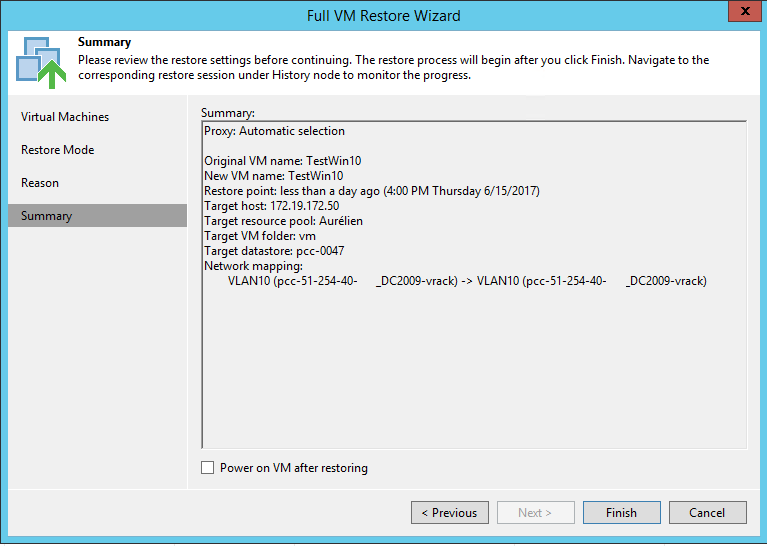 Full VM Restore Wizard
Summary
Please review the restore settings before continuing. The restore process will begin after you click Finish. Navigate to the
corresponding restore session under History node to monitor the progress.
Virtual Machines
Restore Mode
Reason
Summary
Summary:
Proxy: Automatic selection
Original VM name: TestWin10
New VM name: TestWin10
Restore point: less than a day ago (4:00 PM Thursday 6/15/2017)
Target host: 172.19.172.50
Target resource pool: Aurélien
Target VM folder: vm
Target datastore: pcc-0047
Network mapping:
VLAN10 (pcc-51-254-40- _DC2009-vrack) -> VLAN10 (pcc-51-254-40- _DC2009-vrack)
Power on VM after restoring
< Previous
Next >
Finish
Cancel